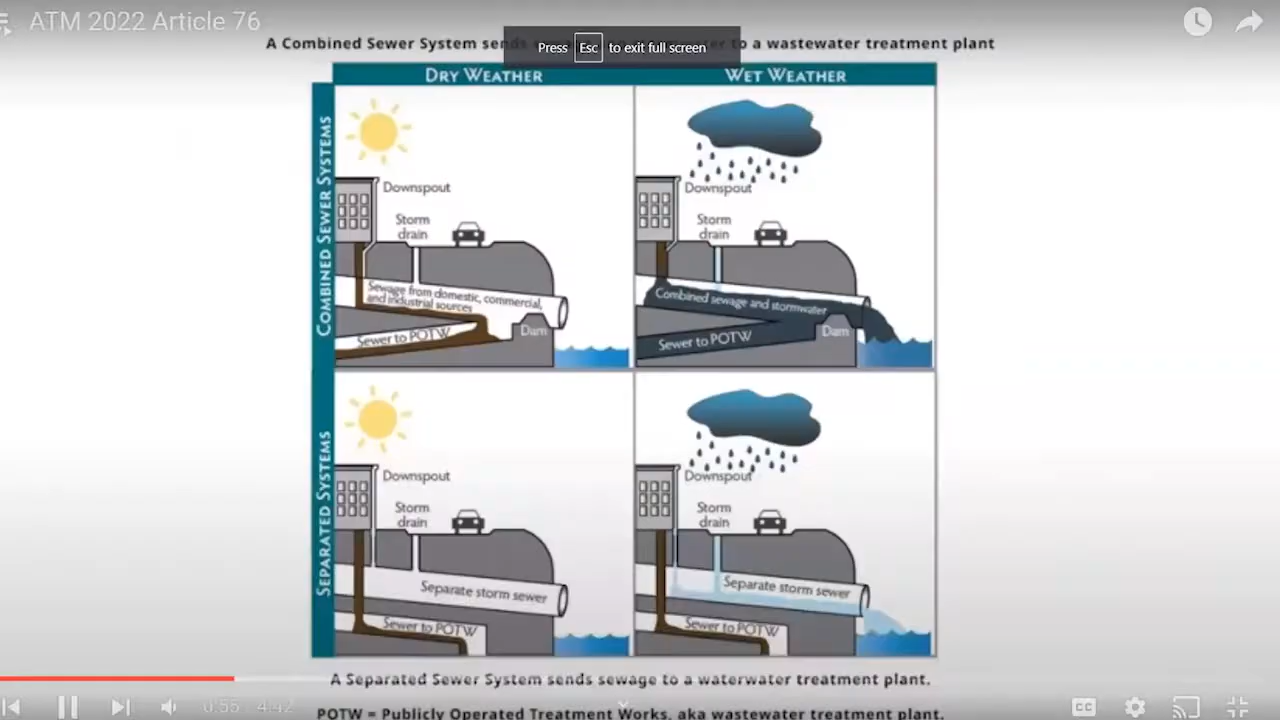 ATM 2022 Article 76
A Combined Sewer System sends to a wastewater treatment plant
Press Esc to exit full screen
DRY WEATHER
WET WEATHER
COMBINED SEWER SYSTEMS
Downspout
Storm
drain
Sewage from domestic, commercial,
and industrial sources
Dam
Sewer to POTW
Downspout
Storm
drain
Combined sewage and stormwater
Dam
Sewer to POTW
SEPARATED SYSTEMS
Downspout
Storm
drain
Separate storm sewer
Sewer to POTW
Downspout
Storm
drain
Separate storm sewer
Sewer to POTW
A Separated Sewer System sends sewage to a waterwater treatment plant.
POTW = Publicly Operated Treatment Works, aka wastewater treatment plant.
0:55 / 4:42
CC